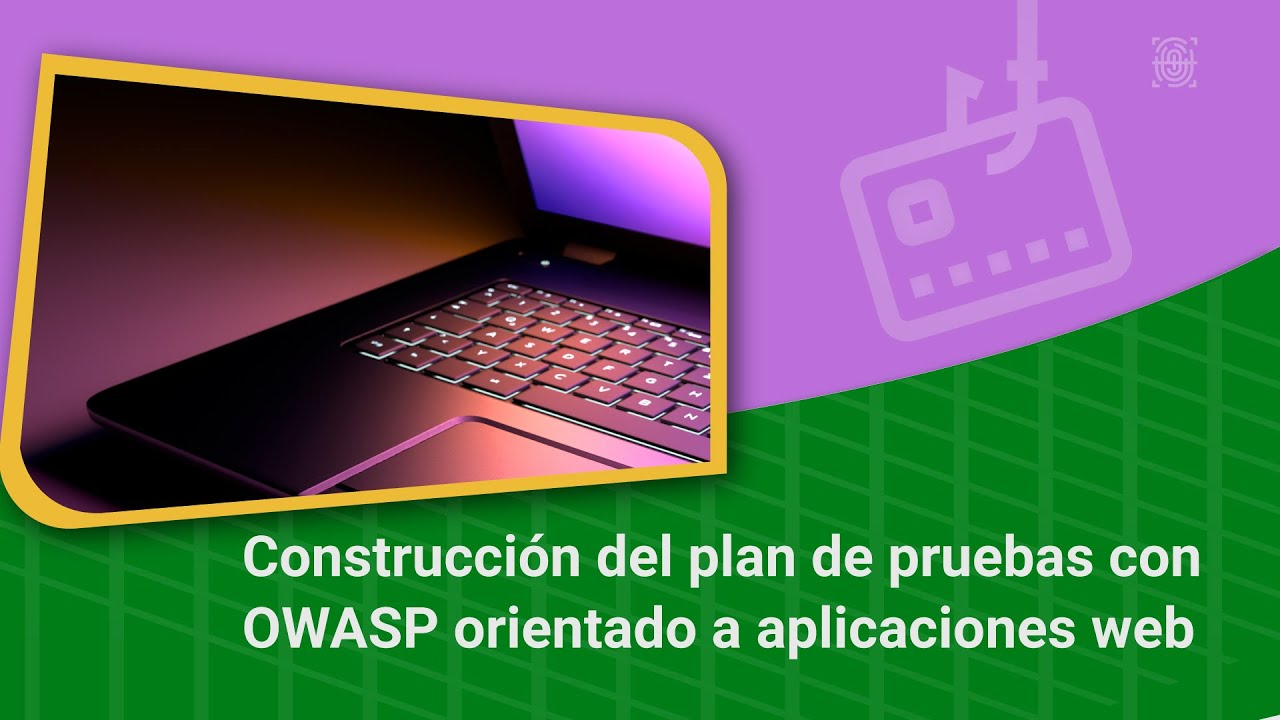 Construcción del plan de pruebas con
OWASP orientado a aplicaciones web